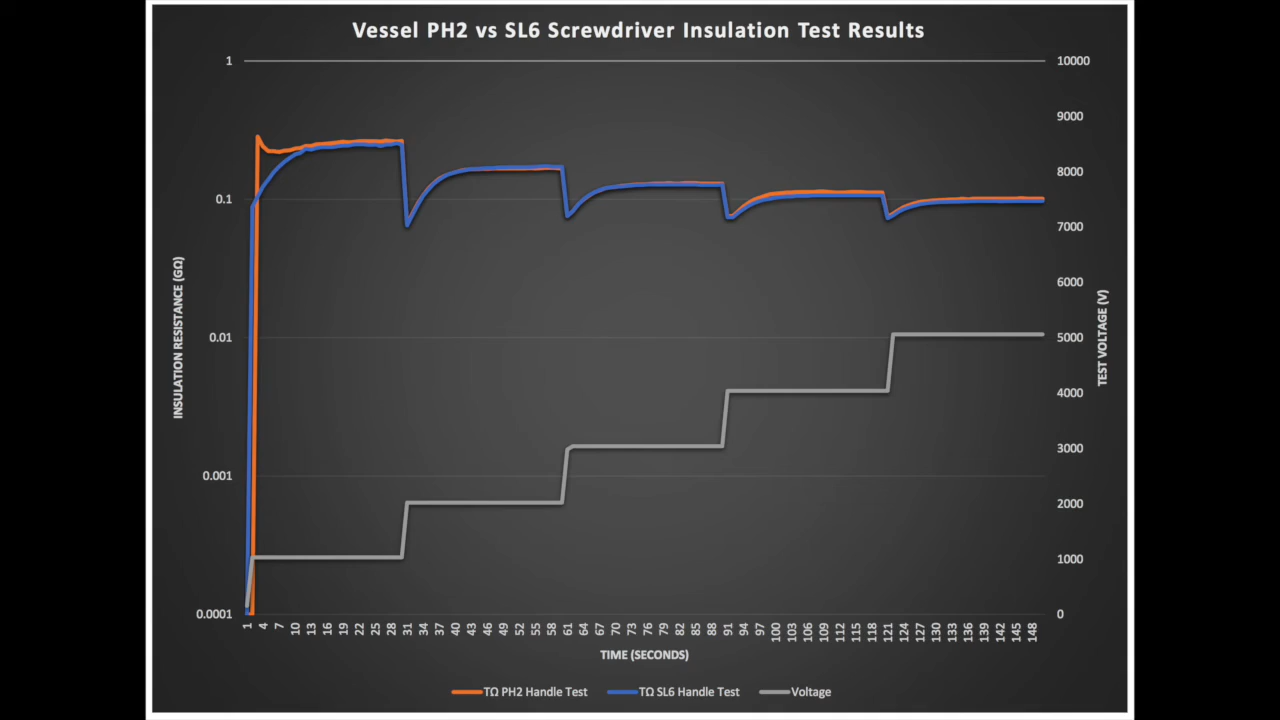 Vessel PH2 vs SL6 Screwdriver Insulation Test Results
1
0.1
0.01
0.001
0.0001
INSULATION RESISTANCE (GΩ)
10000
9000
8000
7000
6000
5000
4000
3000
2000
1000
0
TEST VOLTAGE (V)
1 4 7 10 13 16 19 22 25 28 31 34 37 40 43 46 49 52 55 58 61 64 67 70 73 76 79 82 85 88 91 94 97 100 103 106 109 112 115 118 121 124 127 130 133 136 139 142 145 148
TIME (SECONDS)
TΩ PH2 Handle Test TΩ SL6 Handle Test Voltage